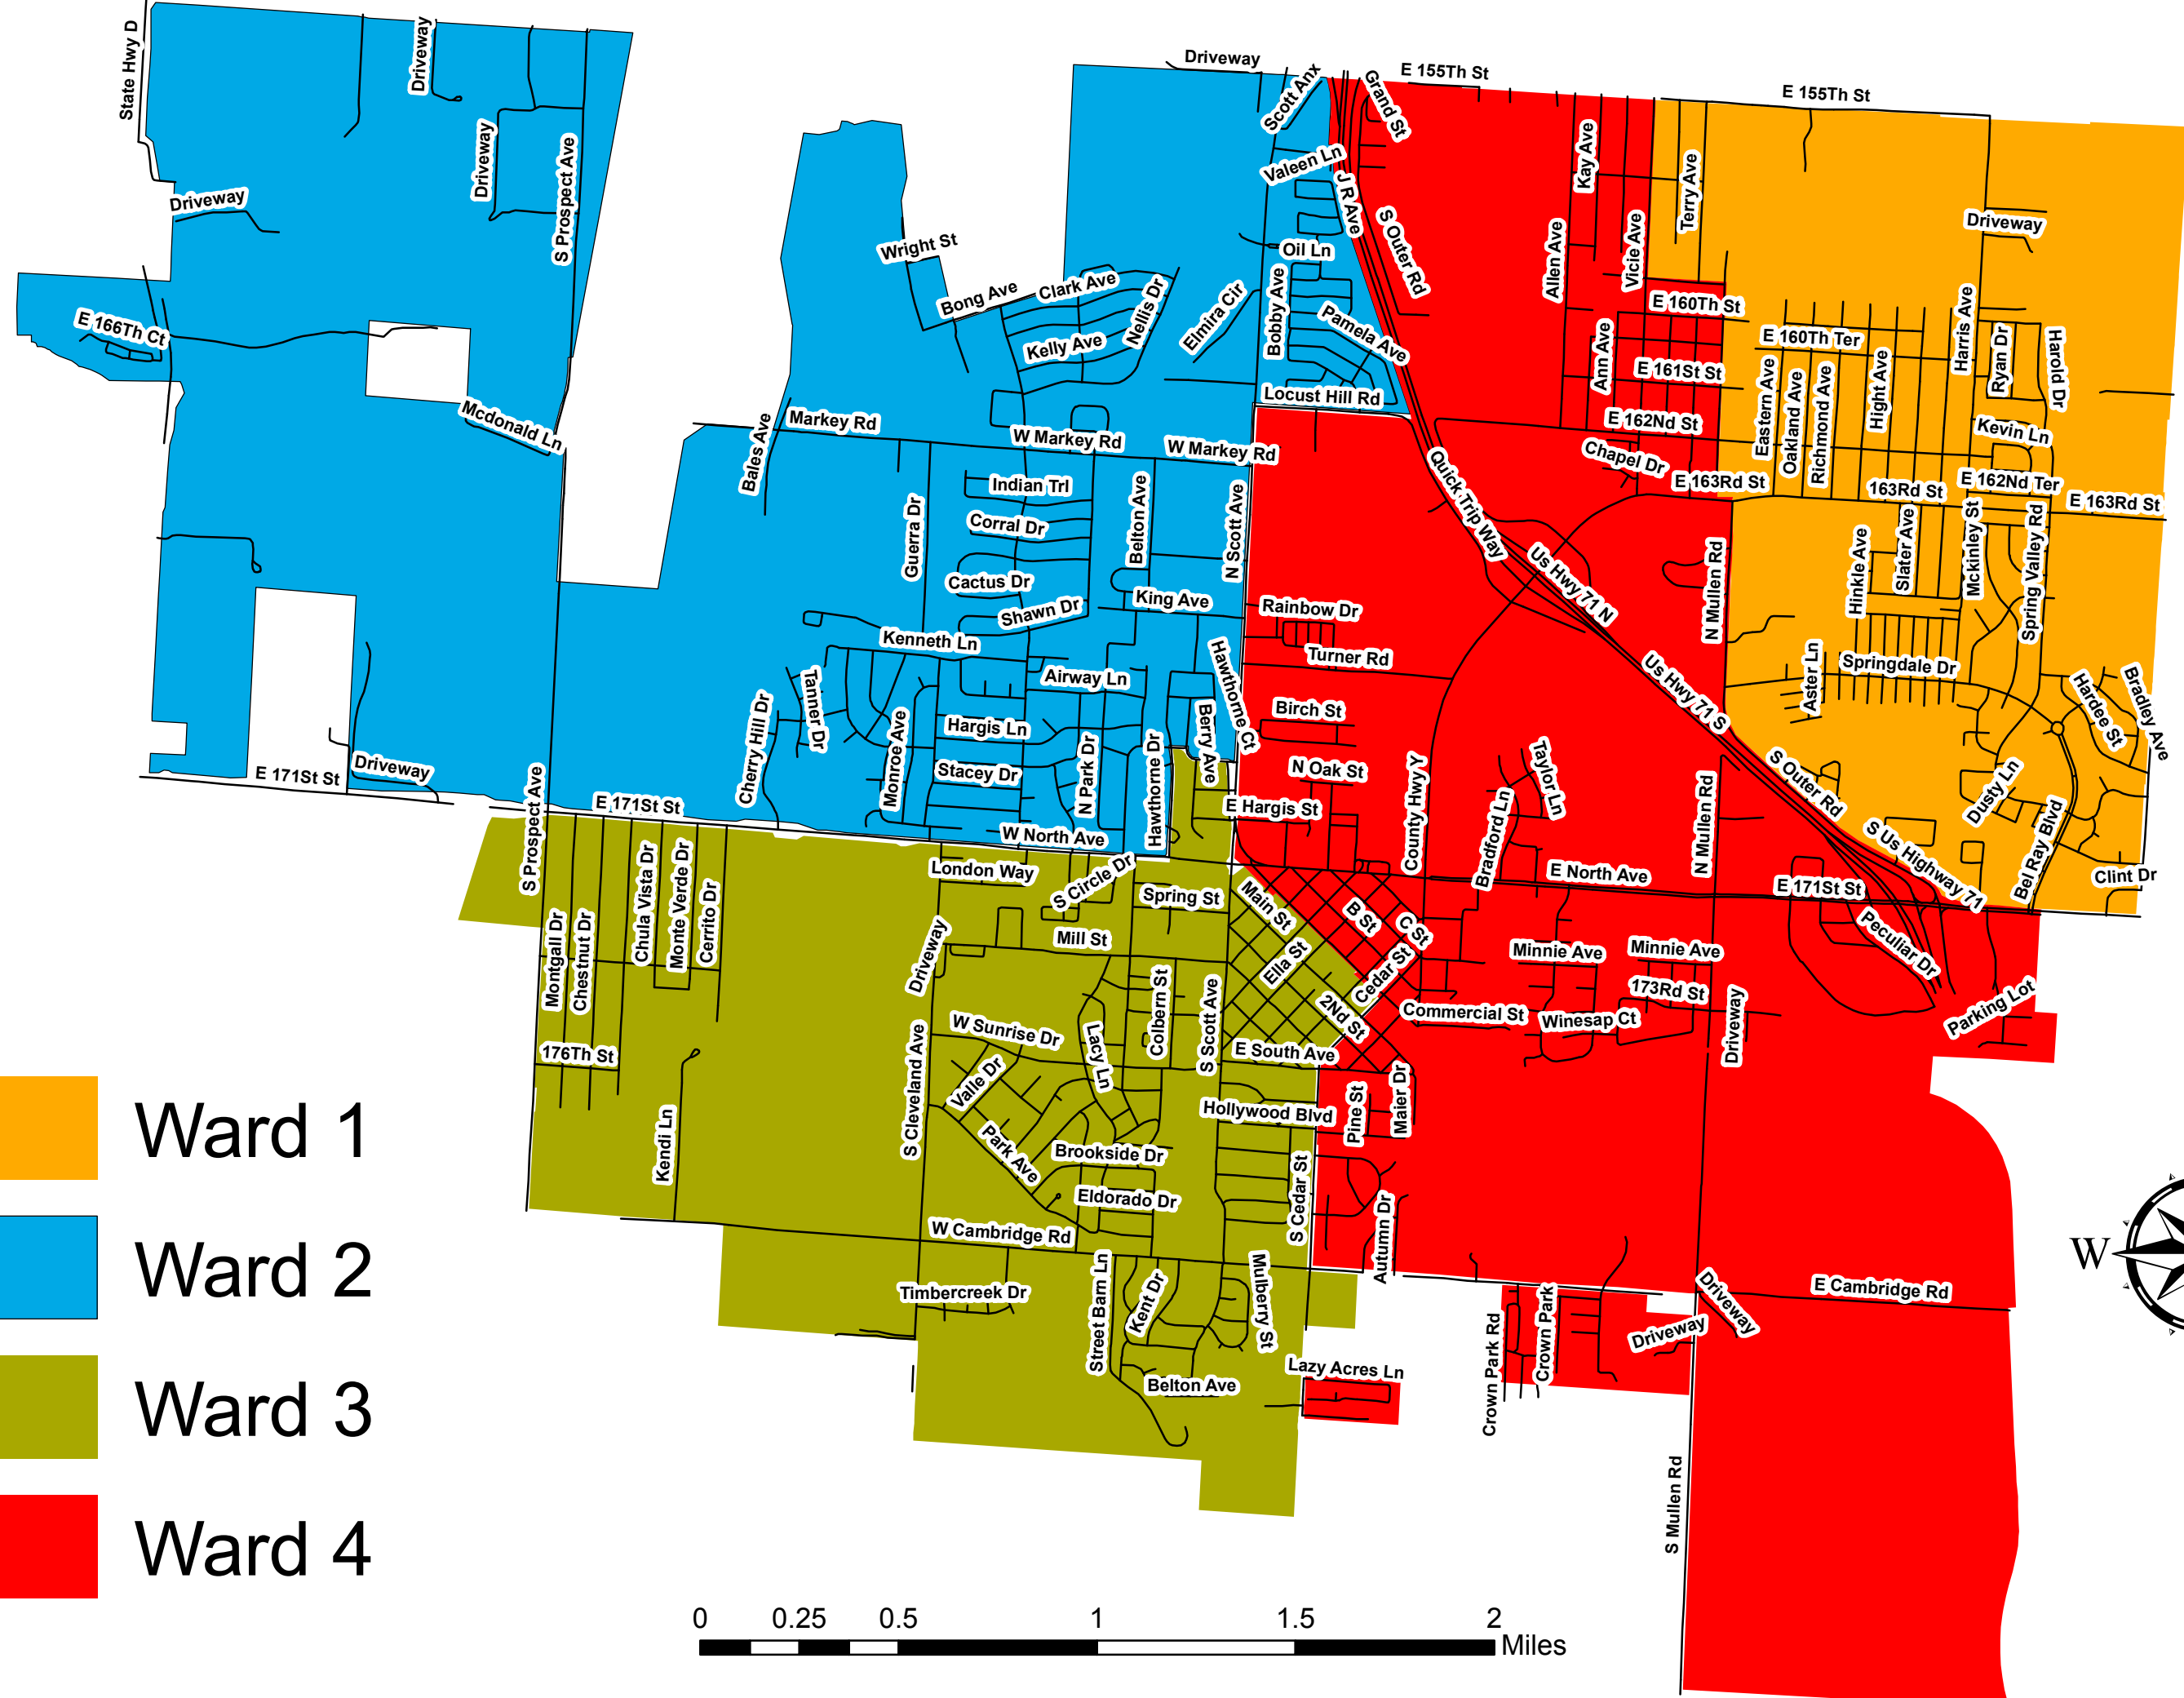 State Hwy D
Driveway
Driveway
S Prospect Ave
Driveway
E 166Th Ct
Mcdonald Ln
Driveway
Scott Anx
Grand St
E 155Th St
E 155Th St
Valeen Ln
J R Ave
Kay Ave
Terry Ave
Driveway
Wright St
Oil Ln
S Outer Rd
Allen Ave
Vicie Ave
Bong Ave
Clark Ave
Nellis Dr
Elmira Cir
Bobby Ave
Pamela Ave
E 160Th St
Kelly Ave
Ann Ave
E 160Th Ter
Harris Ave
Ryan Dr
Harold Dr
E 161St St
Eastern Ave
Oakland Ave
Richmond Ave
Hight Ave
Locust Hill Rd
Bales Ave
Markey Rd
W Markey Rd
W Markey Rd
E 162Nd St
Kevin Ln
Chapel Dr
Quick Trip Way
E 163Rd St
163Rd St
E 162Nd Ter
E 163Rd St
Indian Trl
Corral Dr
Belton Ave
N Scott Ave
Guerra Dr
Cactus Dr
King Ave
Shawn Dr
Us Hwy 71 N
N Mullen Rd
Hinkle Ave
Slater Ave
Mckinley St
Spring Valley Rd
Rainbow Dr
Kenneth Ln
Hawthorne Ct
Turner Rd
Airway Ln
Us Hwy 71 S
Aster Ln
Springdale Dr
Hardee St
Bradley Ave
Tanner Dr
Cherry Hill Dr
Monroe Ave
Hargis Ln
N Park Dr
Hawthorne Dr
Berry Ave
Birch St
E 171St St
Driveway
Stacey Dr
N Oak St
County Hwy Y
Taylor Ln
Bradford Ln
N Mullen Rd
S Outer Rd
Dusty Ln
S Prospect Ave
E 171St St
W North Ave
E Hargis St
S Us Highway 71
Bel Ray Blvd
Clint Dr
London Way
S Circle Dr
Spring St
Main St
B St
C St
E North Ave
E 171St St
Peculiar Dr
Montgall Dr
Chestnut Dr
Chula Vista Dr
Monte Verde Dr
Cerrito Dr
Driveway
Mill St
Ella St
Cedar St
Minnie Ave
Minnie Ave
173Rd St
Colbern St
S Scott Ave
2Nd St
Commercial St
Winesap Ct
Driveway
Parking Lot
176Th St
S Cleveland Ave
W Sunrise Dr
Lacy Ln
E South Ave
Valle Dr
Kendi Ln
Park Ave
Hollywood Blvd
Pine St
Maier Dr
Brookside Dr
Eldorado Dr
S Cedar St
Autumn Dr
W Cambridge Rd
Timbercreek Dr
Street Barn Ln
Kent Dr
Mulberry St
Belton Ave
Lazy Acres Ln
Crown Park Rd
Crown Park
Driveway
Driveway
E Cambridge Rd
S Mullen Rd
W
Ward 1
Ward 2
Ward 3
Ward 4
0 0.25 0.5 1 1.5 2
Miles